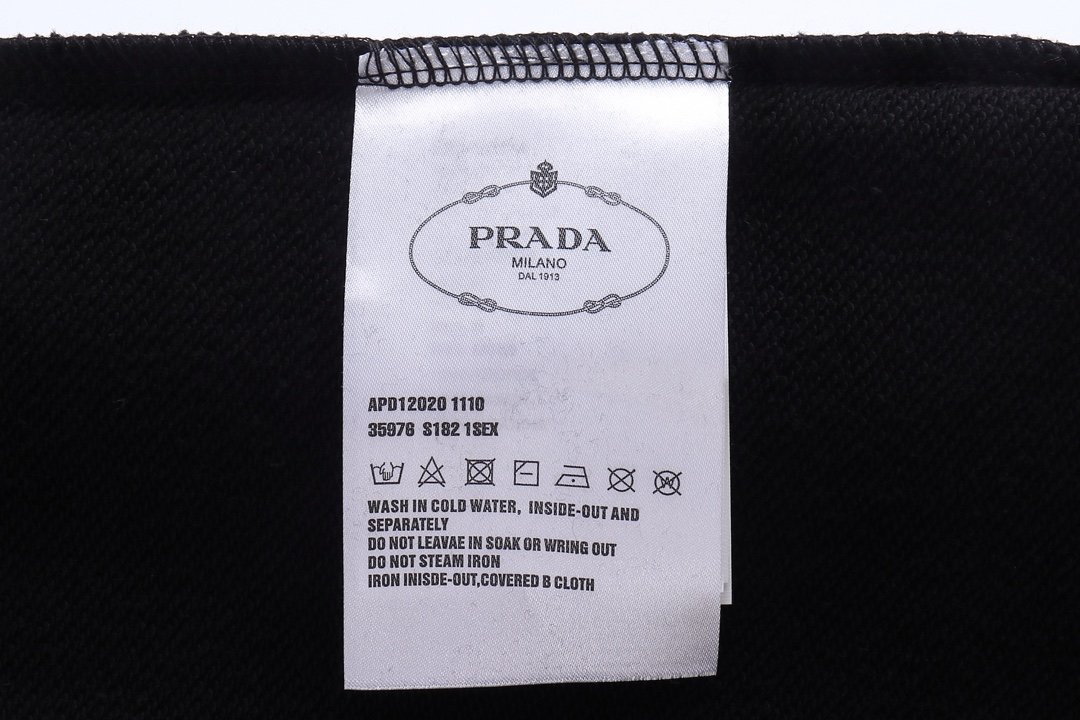 PRADA
MILANO
DAL 1913
APD12020 1110
35976 S182 1SEX
WASH IN COLD WATER, INSIDE-OUT AND
SEPARATELY
DO NOT LEAVAE IN SOAK OR WRING OUT
DO NOT STEAM IRON
IRON INISDE-OUT,COVERED B CLOTH